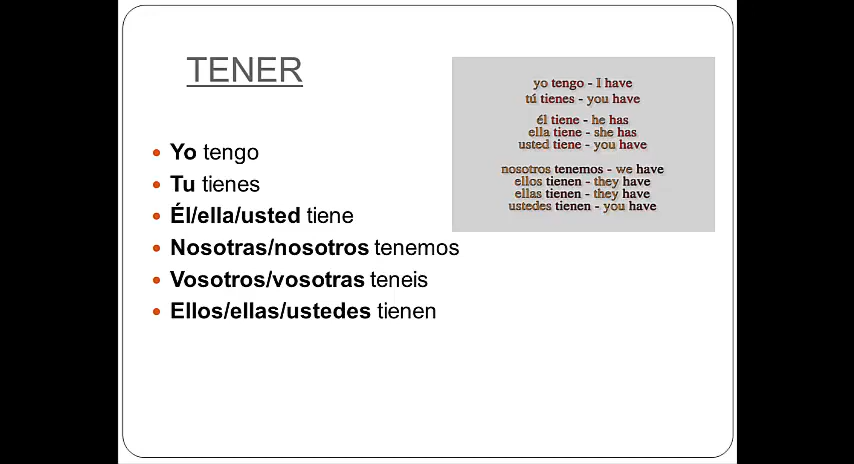 TENER
Yo tengo
Tu tienes
Él/ella/usted tiene
Nosotras/nosotros tenemos
Vosotros/vosotras teneis
Ellos/ellas/ustedes tienen
yo tengo - I have
tú tienes - you have
él tiene - he has
ella tiene - she has
usted tiene - you have
nosotros tenemos - we have
ellos tienen - they have
ellas tienen - they have
ustedes tienen - you have